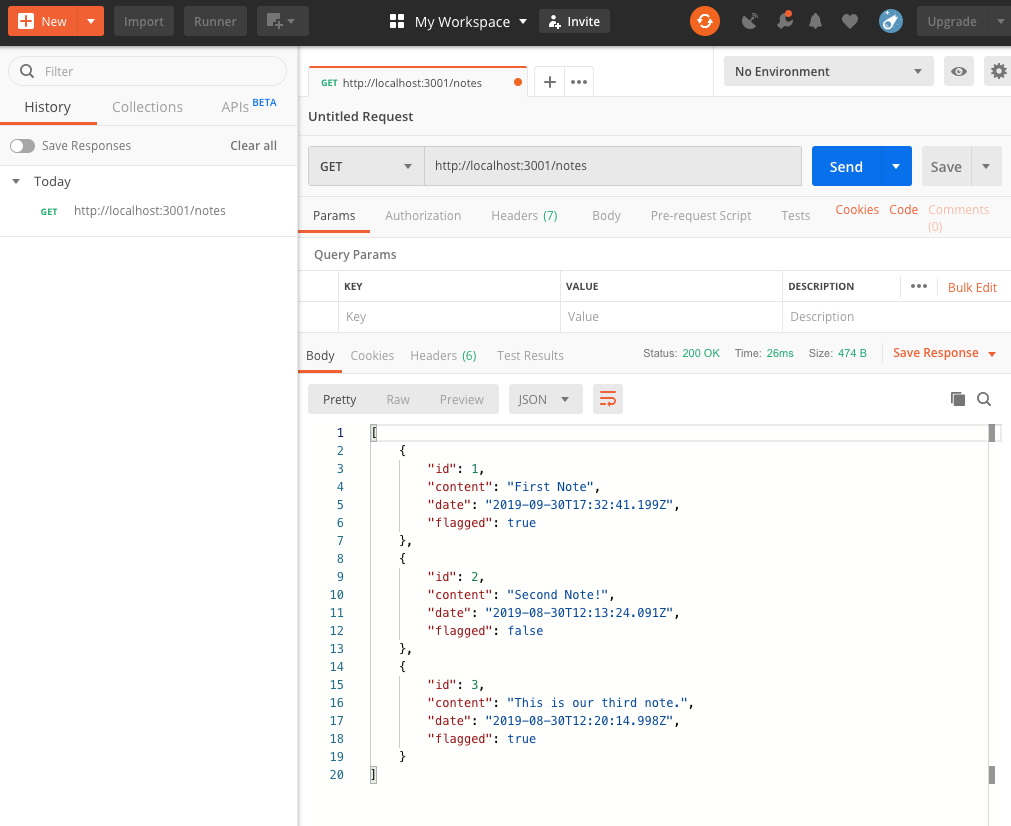 New Import Runner My Workspace Invite Upgrade
Filter
History Collections APIs BETA
Save Responses Clear all
Today
GET http://localhost:3001/notes
GET http://localhost:3001/notes
No Environment
Untitled Request
GET http://localhost:3001/notes Send Save
Params Authorization Headers (7) Body Pre-request Script Tests Cookies Code Comments (0)
Query Params
KEY VALUE DESCRIPTION Bulk Edit
Key Value Description
Body Cookies Headers (6) Test Results Status: 200 OK Time: 26ms Size: 474 B Save Response
Pretty Raw Preview JSON
1 [
2 {
3 "id": 1,
4 "content": "First Note",
5 "date": "2019-09-30T17:32:41.199Z",
6 "flagged": true
7 },
8 {
9 "id": 2,
10 "content": "Second Note!",
11 "date": "2019-08-30T12:13:24.091Z",
12 "flagged": false
13 },
14 {
15 "id": 3,
16 "content": "This is our third note.",
17 "date": "2019-08-30T12:20:14.998Z",
18 "flagged": true
19 }
20 ]